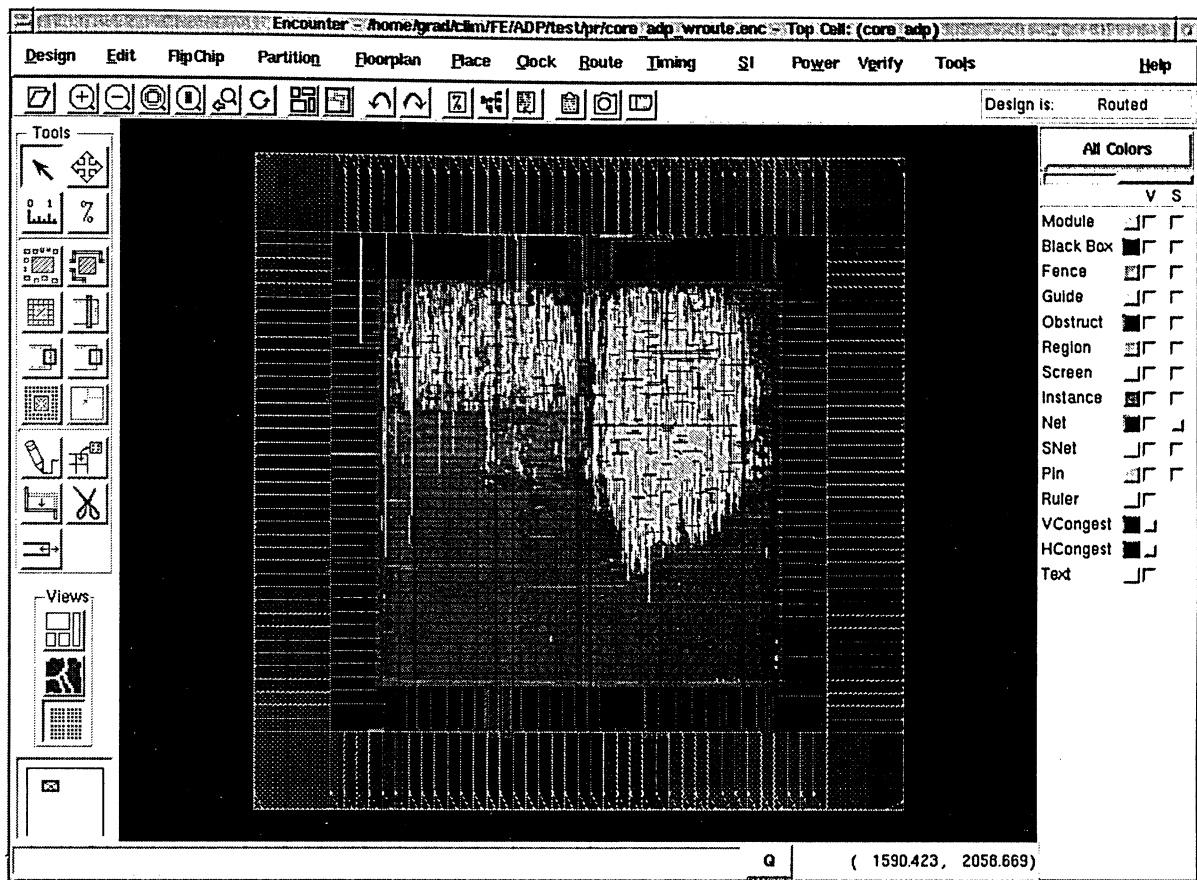 Encounter - /home/grad/clim/FE/ADP/test/pr/core_adp_wroute.enc - Top Cell: (core_adp)
Design Edit FlipChip Partition Floorplan Place Clock Route Timing SI Power Verify Tools Help
Design is: Routed
Tools
All Colors
V S
0 1
%
Module
Black Box
Fence
Guide
Obstruct
Region
Screen
Instance
Net
SNet
Pin
Ruler
VCongest
HCongest
Text
Views
Q ( 1590.423, 2058.669)